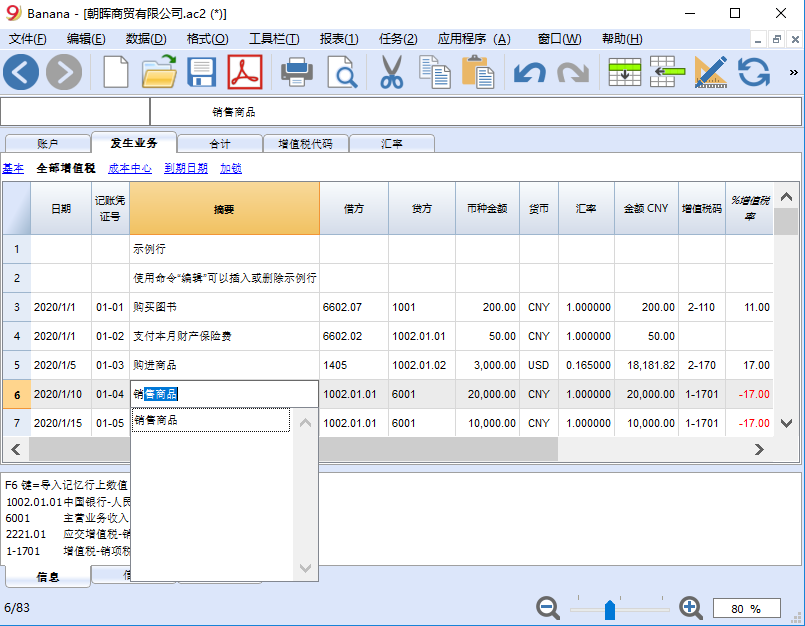 Banana - [朝晖商贸有限公司.ac2 (*)]
文件(F) 编辑(E) 数据(D) 格式(O) 工具栏(T) 报表(1) 任务(2) 应用程序 (A) 窗口(W) 帮助(H)
销售商品
账户 发生业务 合计 增值税代码 汇率
基本 全部增值税 成本中心 到期日期 加锁
日期 记账凭证号 摘要 借方 贷方 币种金额 货币 汇率 金额 CNY 增值税码 %增值税率
1 示例行
2 使用命令“编辑”可以插入或删除示例行
3 2020/1/1 01-01 购买图书 6602.07 1001 200.00 CNY 1.000000 200.00 2-110 11.00
4 2020/1/1 01-02 支付本月财产保险费 6602.02 1002.01.01 50.00 CNY 1.000000 50.00
5 2020/1/5 01-03 购进商品 1405 1002.01.02 3,000.00 USD 0.165000 18,181.82 2-170 17.00
6 2020/1/10 01-04 销售商品 1002.01.01 6001 20,000.00 CNY 1.000000 20,000.00 1-1701 -17.00
销售商品
7 2020/1/15 01-05 1002.01.01 6001 10,000.00 CNY 1.000000 10,000.00 1-1701 -17.00
F6 键=导入记忆行上数值
1002.01.01 中国银行-人民
6001 主营业务收入
2221.01 应交增值税-销
1-1701 增值税-销项税
信息
6/83
80 %